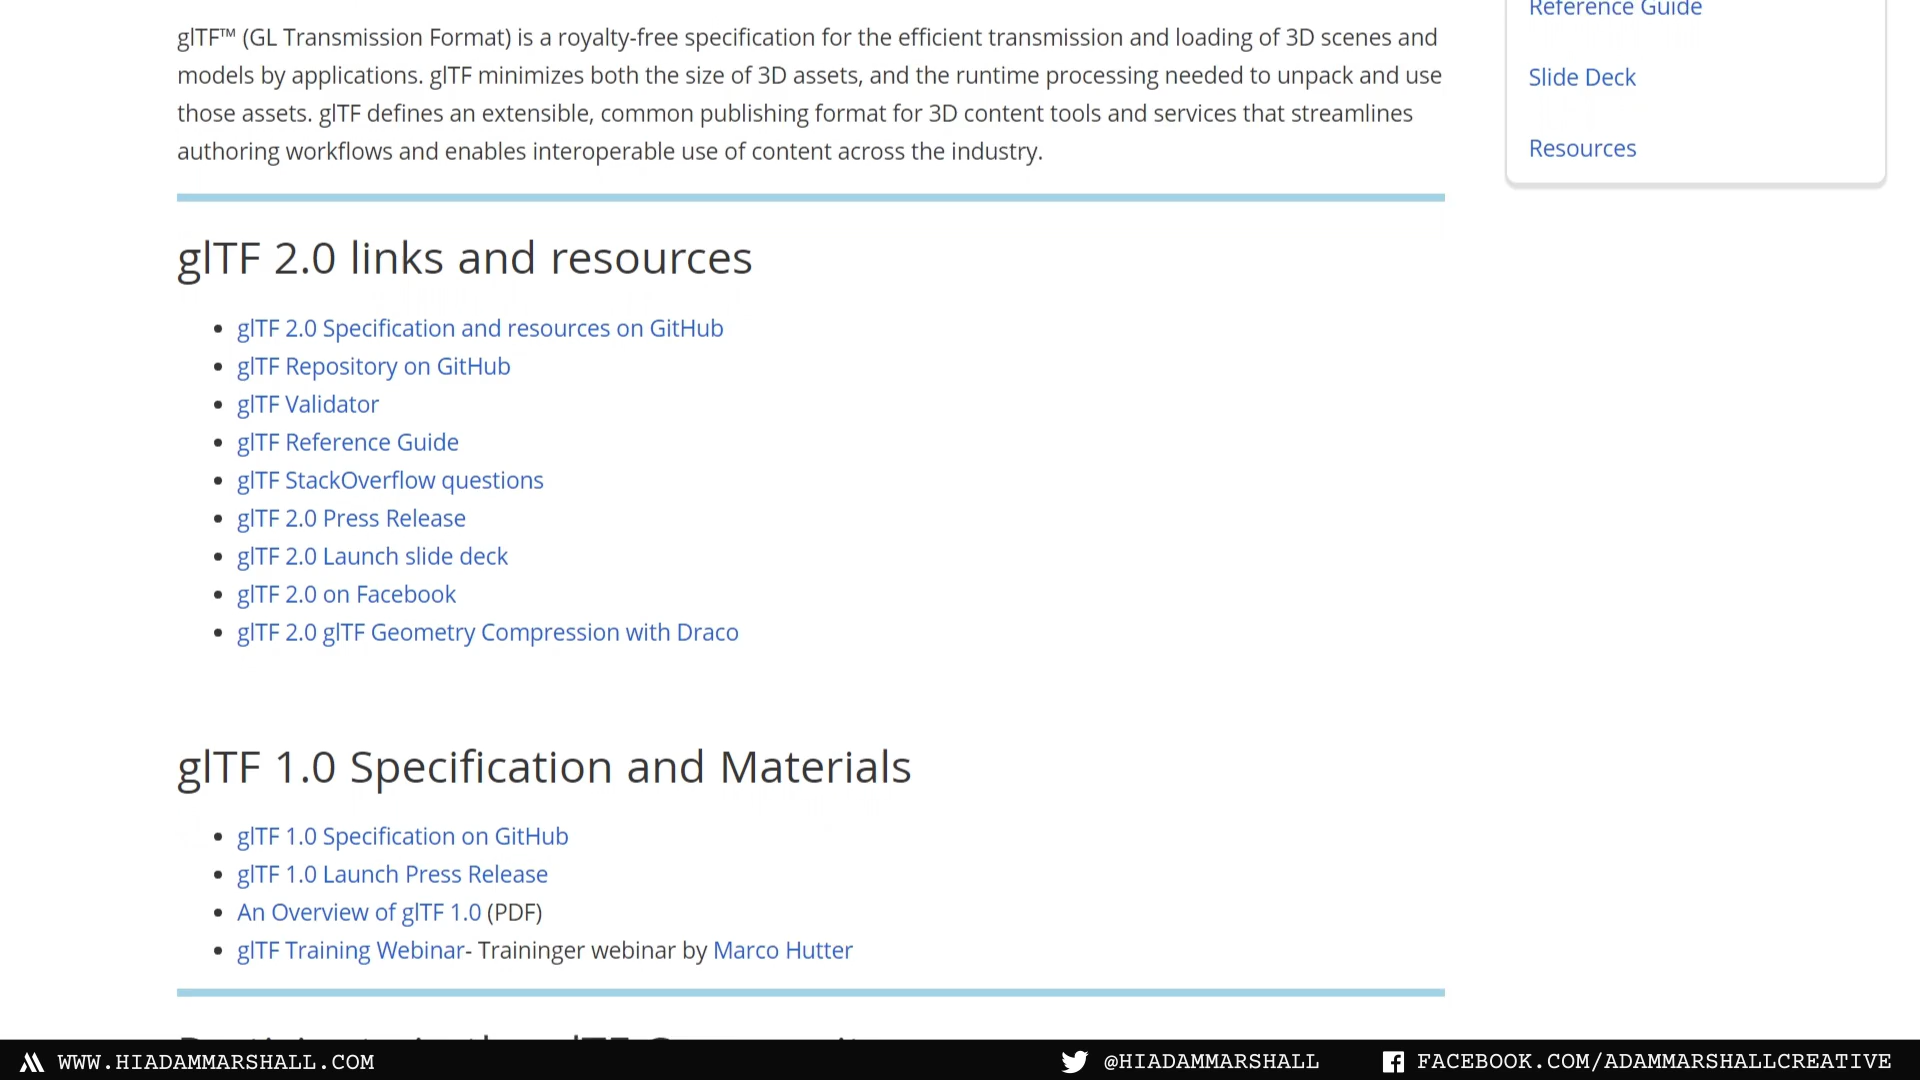 glTF™ (GL Transmission Format) is a royalty-free specification for the efficient transmission and loading of 3D scenes and
models by applications. glTF minimizes both the size of 3D assets, and the runtime processing needed to unpack and use
those assets. glTF defines an extensible, common publishing format for 3D content tools and services that streamlines
authoring workflows and enables interoperable use of content across the industry.
Reference Guide
Slide Deck
Resources
glTF 2.0 links and resources
• glTF 2.0 Specification and resources on GitHub
• glTF Repository on GitHub
• glTF Validator
• glTF Reference Guide
• glTF StackOverflow questions
• glTF 2.0 Press Release
• glTF 2.0 Launch slide deck
• glTF 2.0 on Facebook
• glTF 2.0 glTF Geometry Compression with Draco
glTF 1.0 Specification and Materials
• glTF 1.0 Specification on GitHub
• glTF 1.0 Launch Press Release
• An Overview of glTF 1.0 (PDF)
• glTF Training Webinar- Traininger webinar by Marco Hutter
WWW.HIADAMMARSHALL.COM
@HIADAMMARSHALL
FACEBOOK.COM/ADAMMARSHALLCREATIVE